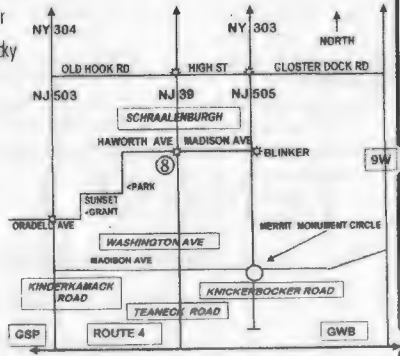 r
ky
NY 304
NY 303
NORTH
OLD HOOK RD
HIGH ST
CLOSTER DOCK RD
NJ 503
NJ 39
NJ 505
SCHRAALENBURGH
HAWORTH AVE
MADISON AVE
BLINKER
8
9W
<PARK
SUNSET
<GRANT
ORADELL AVE
MERRIT MONUMENT CIRCLE
WASHINGTON AVE
MADISON AVE
KINDERKAMACK
ROAD
KNICKERBOCKER ROAD
TEANECK ROAD
GSP
ROUTE 4
GWB